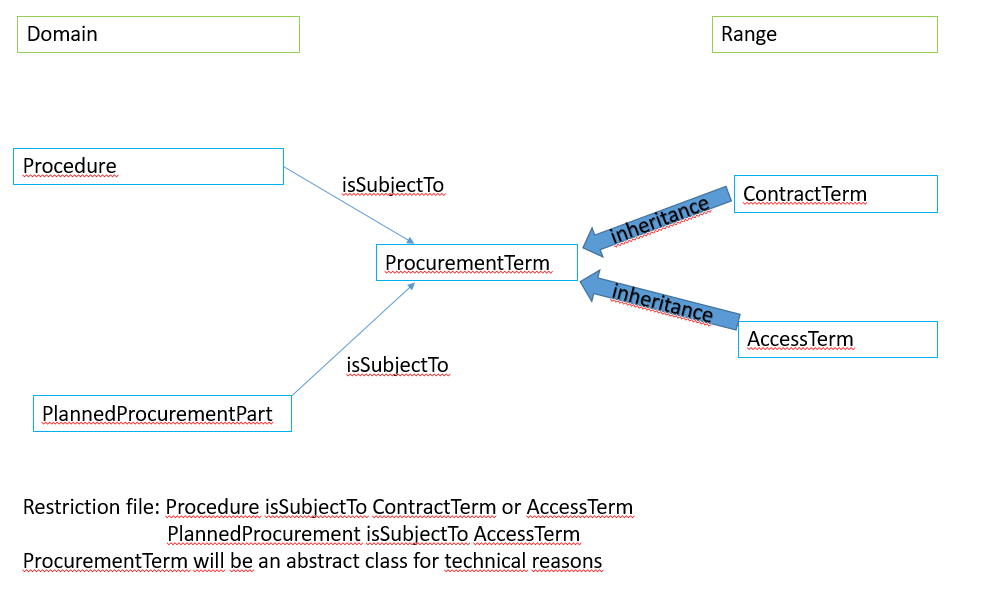 Domain
Range
Procedure
isSubjectTo
ContractTerm
inheritance
ProcurementTerm
inheritance
AccessTerm
isSubjectTo
PlannedProcurementPart
Restriction file: Procedure isSubjectTo ContractTerm or AccessTerm
PlannedProcurement isSubjectTo AccessTerm
ProcurementTerm will be an abstract class for technical reasons